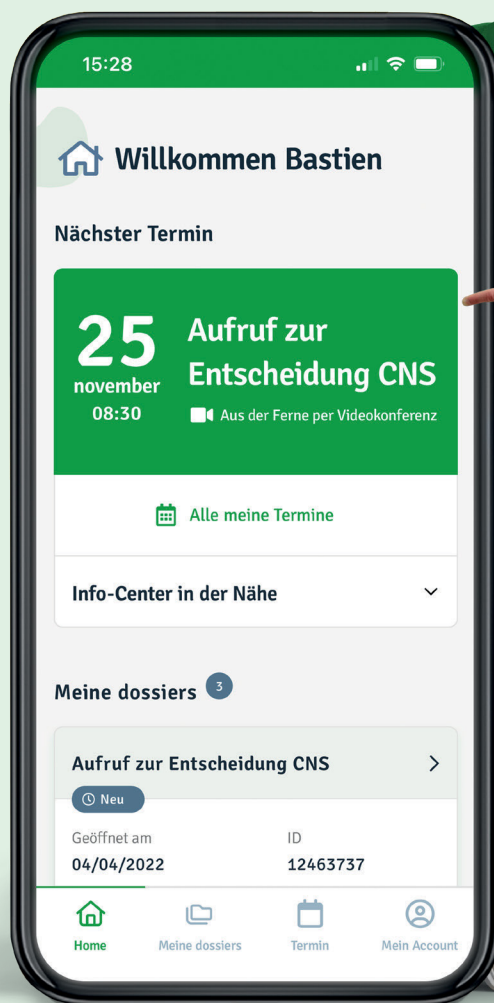 15:28
Willkommen Bastien
Nächster Termin
25
november
08:30
Aufruf zur
Entscheidung CNS
Aus der Ferne per Videokonferenz
Alle meine Termine
Info-Center in der Nähe
Meine dossiers 3
Aufruf zur Entscheidung CNS
Neu
Geöffnet am
ID
04/04/2022
12463737
Home
Meine dossiers
Termin
Mein Account